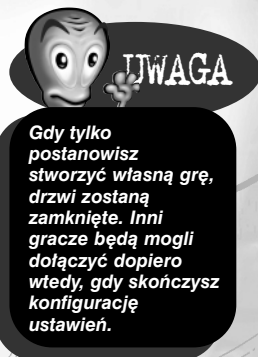 UWAGA
Gdy tylko
postanowisz
stworzyć własną grę,
drzwi zostaną
zamknięte. Inni
gracze będą mogli
dołączyć dopiero
wtedy, gdy skończysz
konfigurację
ustawień.